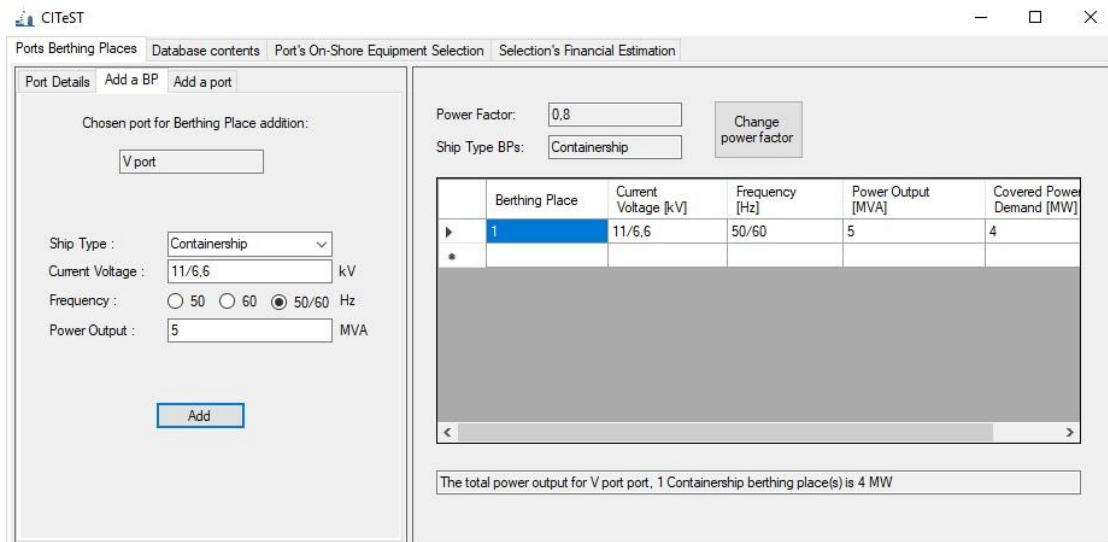 CITeST
Ports Berthing Places Database contents Port's On-Shore Equipment Selection Selection's Financial Estimation
Port Details Add a BP Add a port
Chosen port for Berthing Place addition:
V port
Ship Type : Containership
Current Voltage : 11/6,6 kV
Frequency : 50 60 50/60 Hz
Power Output : 5 MVA
Add
Power Factor: 0,8
Ship Type BPs: Containership
Change
power factor
Berthing Place Current Voltage [kV] Frequency [Hz] Power Output [MVA] Covered Power Demand [MW]
1 11/6,6 50/60 5 4
The total power output for V port port, 1 Containership berthing place(s) is 4 MW